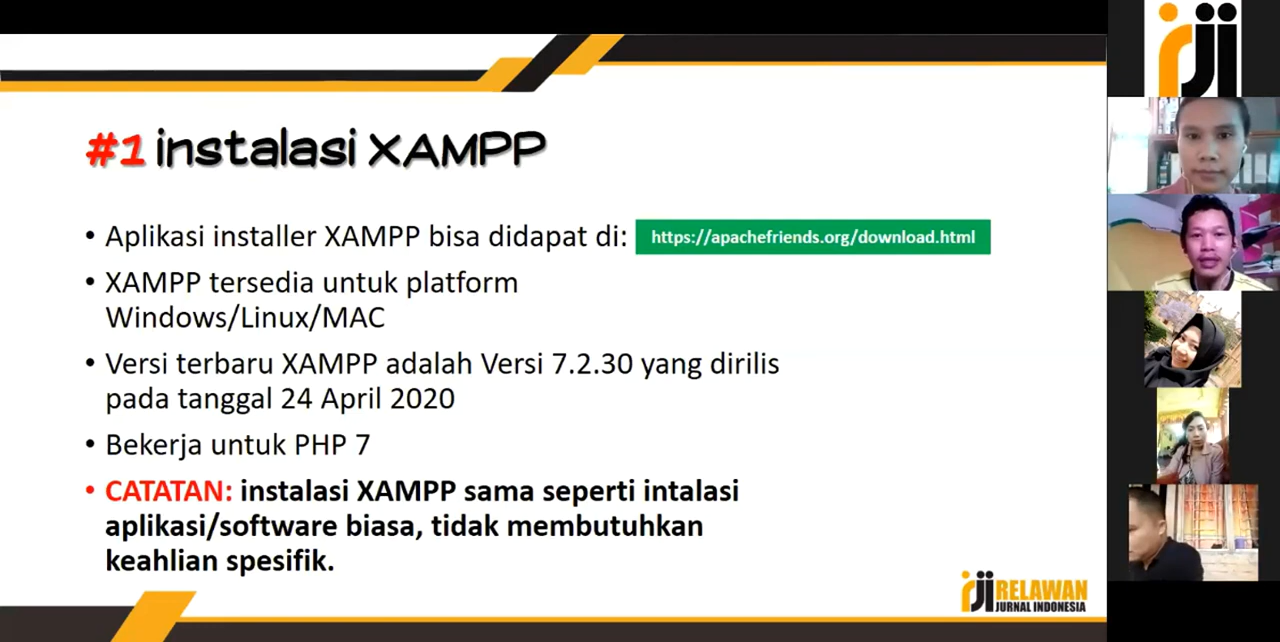 #1 instalasi XAMPP
• Aplikasi installer XAMPP bisa didapat di: https://apachefriends.org/download.html
• XAMPP tersedia untuk platform
Windows/Linux/MAC
• Versi terbaru XAMPP adalah Versi 7.2.30 yang dirilis
pada tanggal 24 April 2020
• Bekerja untuk PHP 7
• CATATAN: instalasi XAMPP sama seperti intalasi
aplikasi/software biasa, tidak membutuhkan
keahlian spesifik.
rji RELAWAN
JURNAL INDONESIA
rji